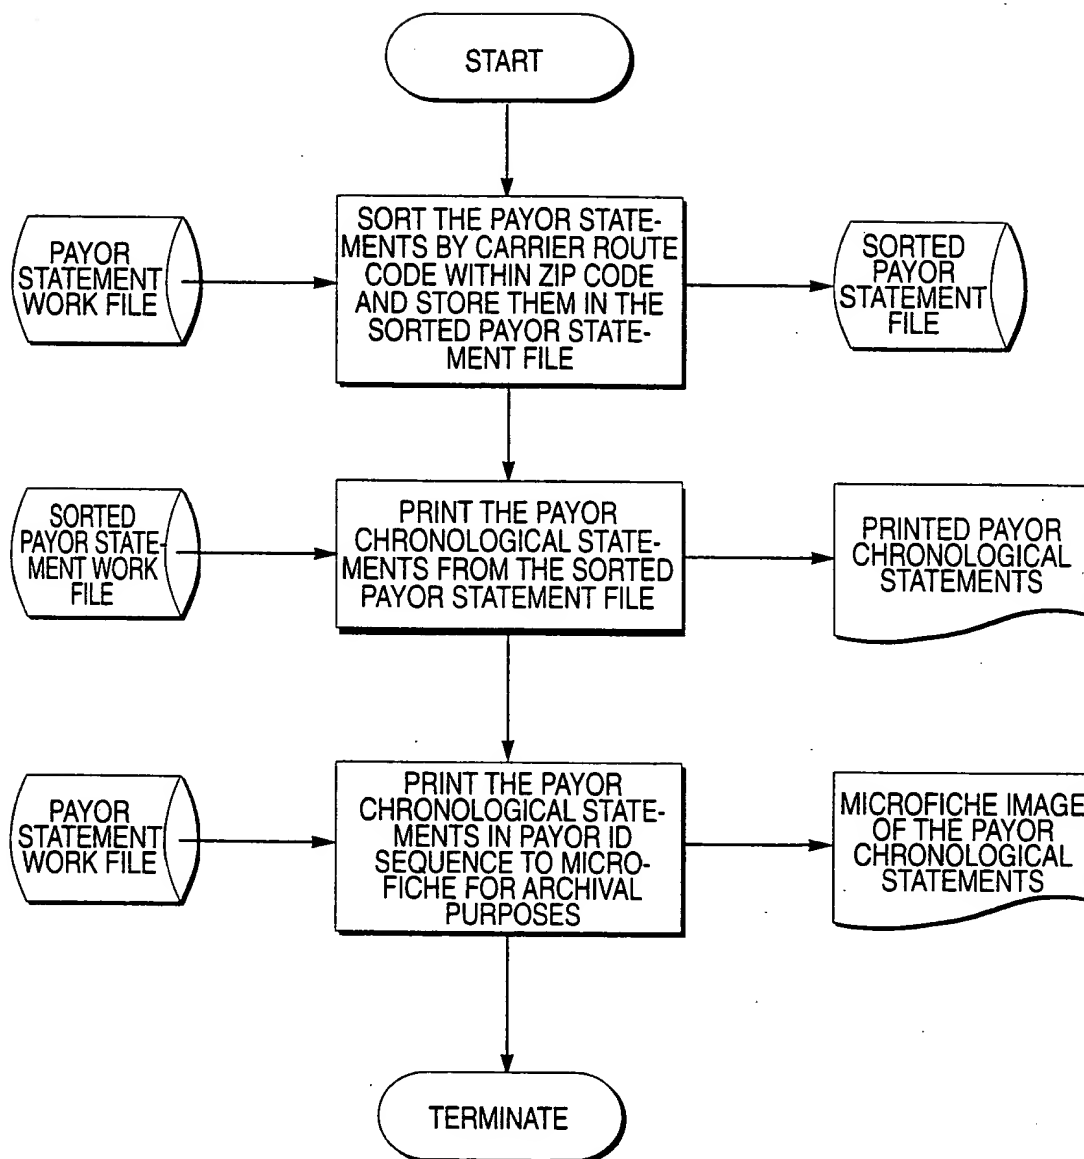 START
PAYOR
STATEMENT
WORK FILE
SORT THE PAYOR STATE-
MENTS BY CARRIER ROUTE
CODE WITHIN ZIP CODE
AND STORE THEM IN THE
SORTED PAYOR STATE-
MENT FILE
SORTED
PAYOR
STATEMENT
FILE
SORTED
PAYOR STATE-
MENT WORK
FILE
PRINT THE PAYOR
CHRONOLOGICAL STATE-
MENTS FROM THE SORTED
PAYOR STATEMENT FILE
PRINTED PAYOR
CHRONOLOGICAL
STATEMENTS
PAYOR
STATEMENT
WORK FILE
PRINT THE PAYOR
CHRONOLOGICAL STATE-
MENTS IN PAYOR ID
SEQUENCE TO MICRO-
FICHE FOR ARCHIVAL
PURPOSES
MICROFICHE IMAGE
OF THE PAYOR
CHRONOLOGICAL
STATEMENTS
TERMINATE